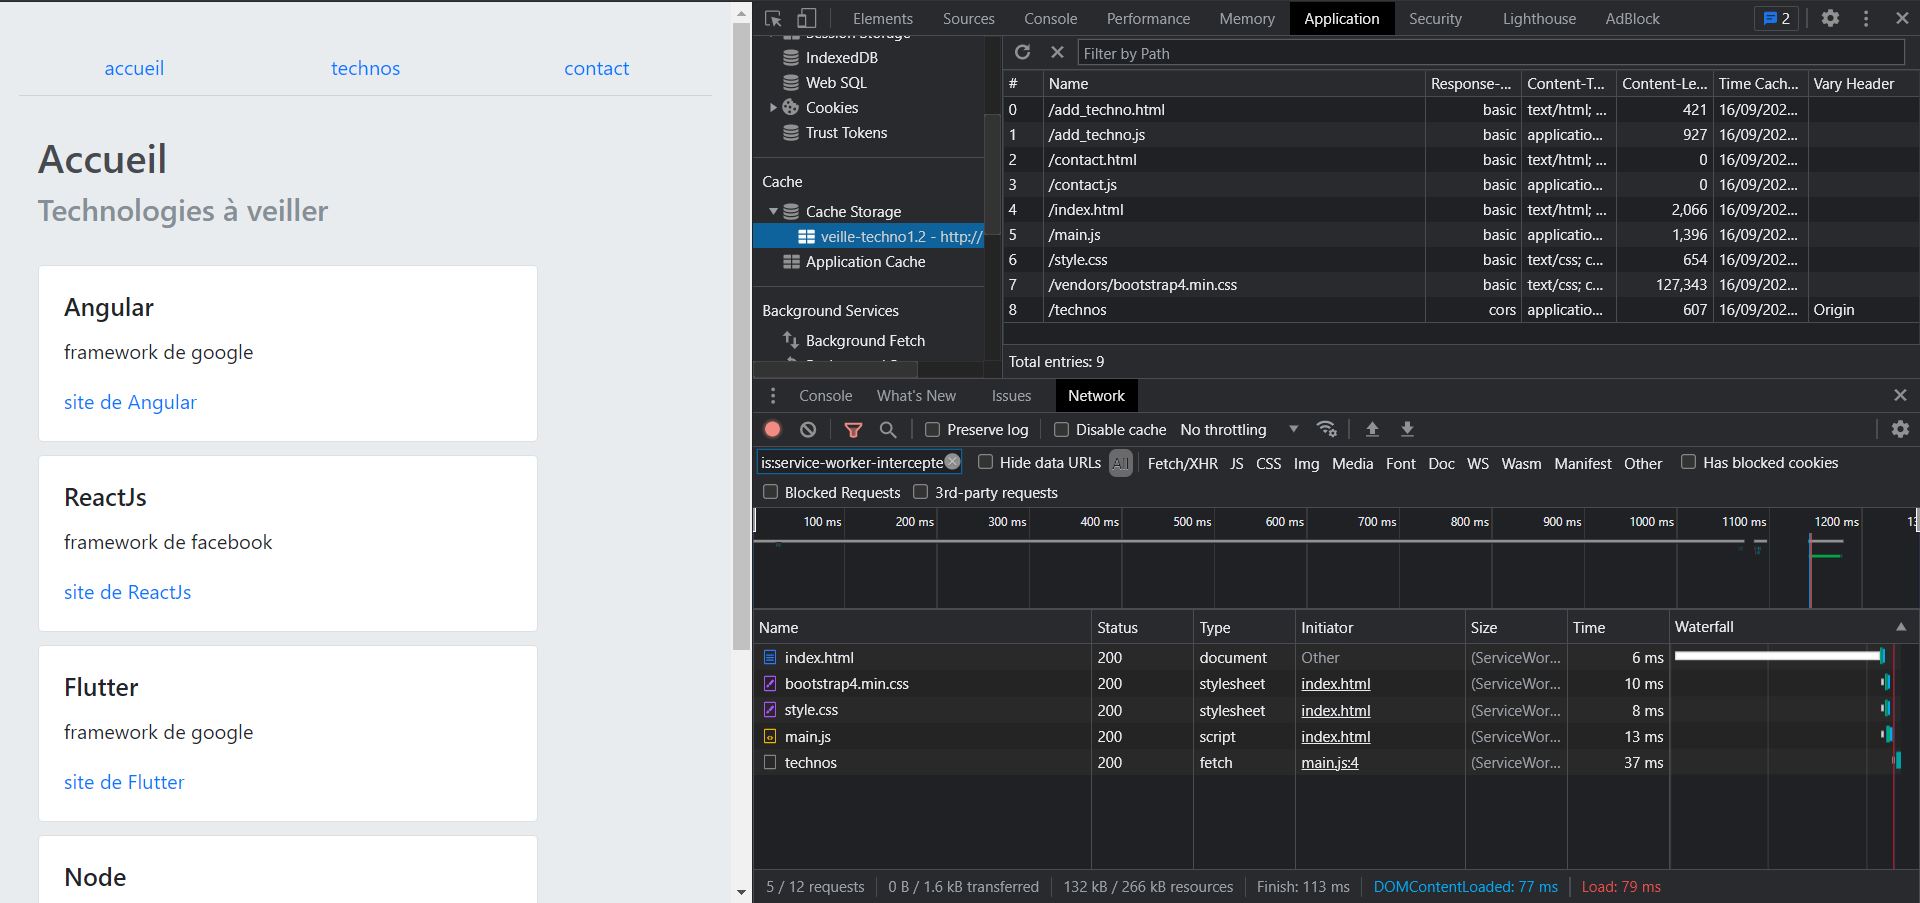 accueil technos contact
Accueil
Technologies à veiller
Angular
framework de google
site de Angular
ReactJs
framework de facebook
site de ReactJs
Flutter
framework de google
site de Flutter
Node
Elements Sources Console Performance Memory Application Security Lighthouse AdBlock 2
Session Storage
IndexedDB
Web SQL
Cookies
Trust Tokens
Cache
Cache Storage
veille-techno1.2 - http://
Application Cache
Background Services
Background Fetch
Filter by Path
# Name Response-... Content-T... Content-Le... Time Cach... Vary Header
0 /add_techno.html basic text/html; ... 421 16/09/202...
1 /add_techno.js basic applicatio... 927 16/09/202...
2 /contact.html basic text/html; ... 0 16/09/202...
3 /contact.js basic applicatio... 0 16/09/202...
4 /index.html basic text/html; ... 2,066 16/09/202...
5 /main.js basic applicatio... 1,396 16/09/202...
6 /style.css basic text/css; c... 654 16/09/202...
7 /vendors/bootstrap4.min.css basic text/css; c... 127,343 16/09/202...
8 /technos cors applicatio... 607 16/09/202... Origin
Total entries: 9
Console What's New Issues Network
Preserve log Disable cache No throttling
is:service-worker-intercepte Hide data URLs All Fetch/XHR JS CSS Img Media Font Doc WS Wasm Manifest Other Has blocked cookies
Blocked Requests 3rd-party requests
100 ms 200 ms 300 ms 400 ms 500 ms 600 ms 700 ms 800 ms 900 ms 1000 ms 1100 ms 1200 ms
Name Status Type Initiator Size Time Waterfall
index.html 200 document Other (ServiceWor... 6 ms
bootstrap4.min.css 200 stylesheet index.html (ServiceWor... 10 ms
style.css 200 stylesheet index.html (ServiceWor... 8 ms
main.js 200 script index.html (ServiceWor... 13 ms
technos 200 fetch main.js:4 (ServiceWor... 37 ms
5 / 12 requests 0 B / 1.6 kB transferred 132 kB / 266 kB resources Finish: 113 ms DOMContentLoaded: 77 ms Load: 79 ms